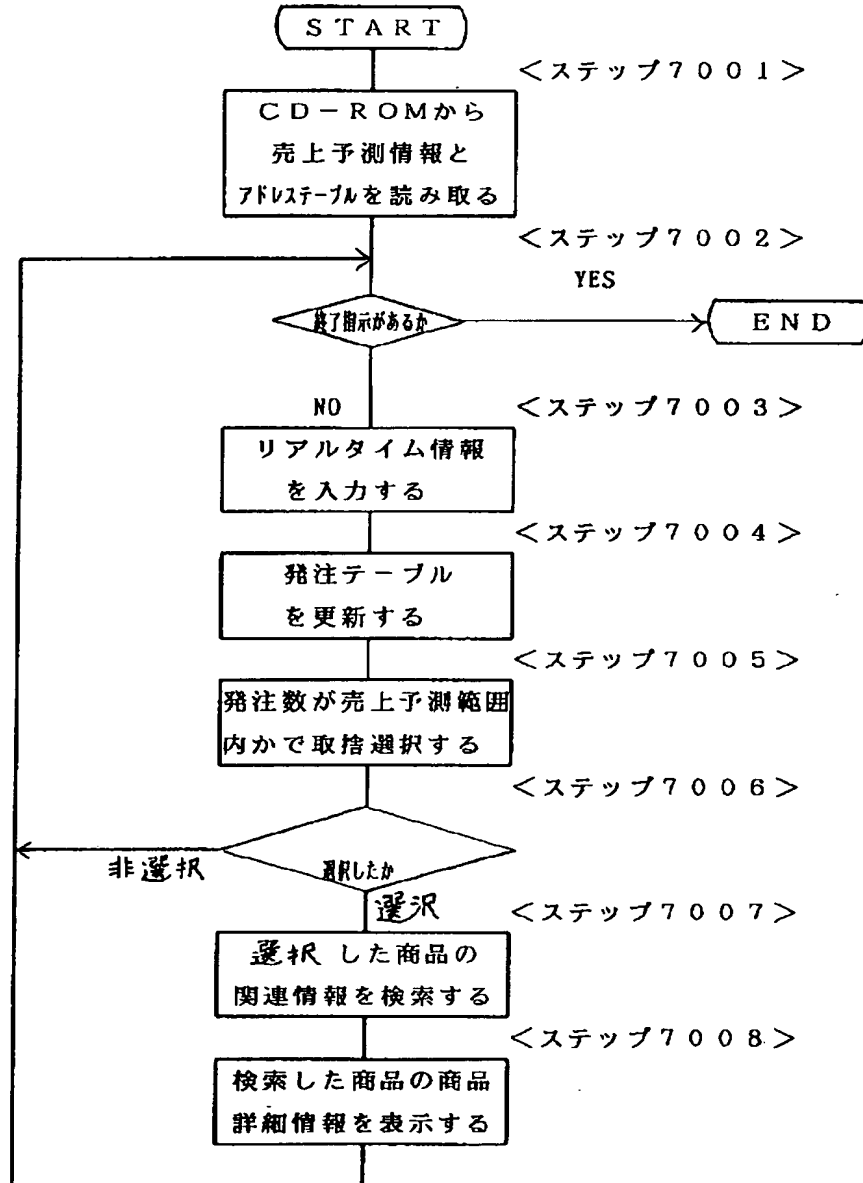 START
<ステップ7001>
CD-ROMから
売上予測情報と
アドレステーブルを読み取る
<ステップ7002>
YES
終了指示があるか
END
NO
<ステップ7003>
リアルタイム情報
を入力する
<ステップ7004>
発注テーブル
を更新する
<ステップ7005>
発注数が売上予測範囲
内かで取捨選択する
<ステップ7006>
非選択
選択したか
選択
<ステップ7007>
選択した商品の
関連情報を検索する
<ステップ7008>
検索した商品の商品
詳細情報を表示する